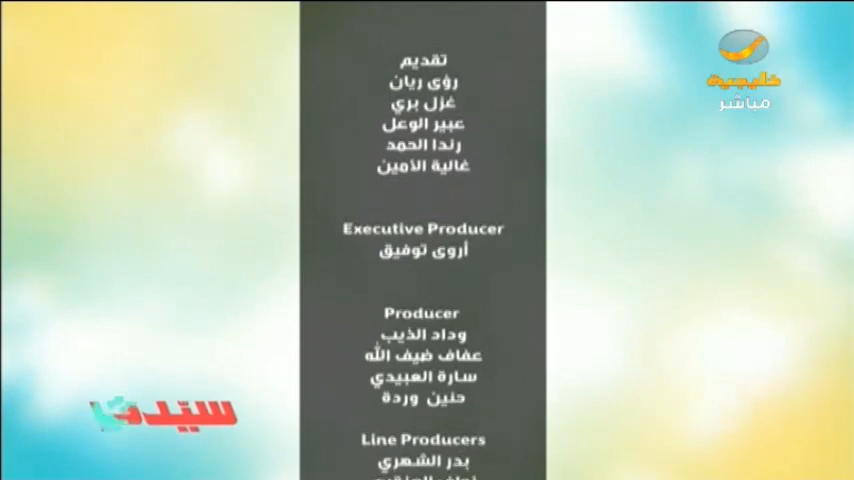 خليجية
مباشر
تقديم
رؤى ريان
غزل بري
عبير الوعل
رندا الحمد
غالية الأمين
Executive Producer
أروى توفيق
Producer
وداد الذيب
عفاف ضيف الله
سارة العبيدي
حنين وردة
Line Producers
بدر الشهري